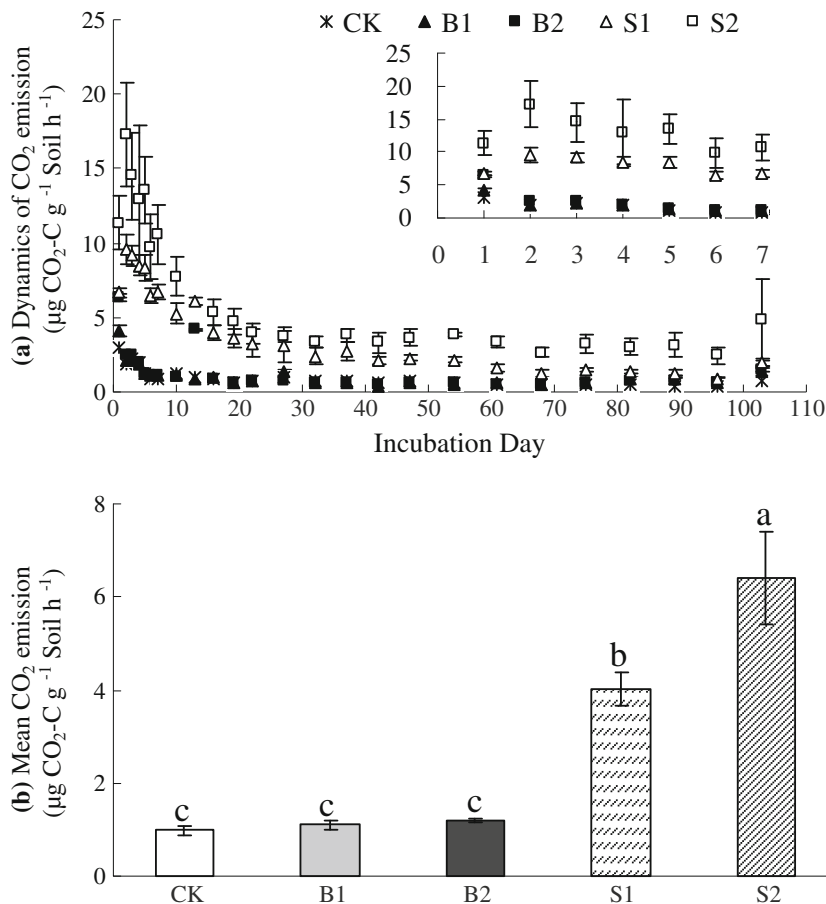 CK B1 B2 S1 S2
25
20
15
10
5
0
(a) Dynamics of CO₂ emission
(μg CO₂-C g⁻¹ Soil h⁻¹)
25
20
15
10
5
0
0 1 2 3 4 5 6 7
0 10 20 30 40 50 60 70 80 90 100 110
Incubation Day
8
6
4
2
0
(b) Mean CO₂ emission
(μg CO₂-C g⁻¹ Soil h⁻¹)
c c c b a
CK B1 B2 S1 S2